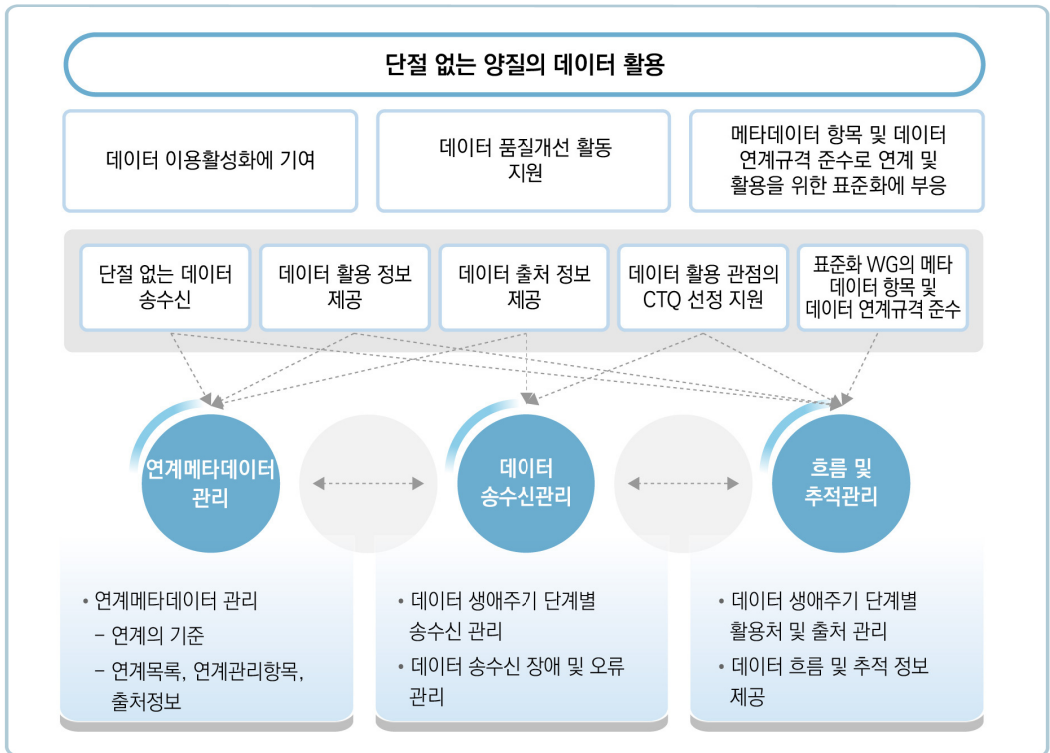 단절 없는 양질의 데이터 활용
데이터 이용활성화에 기여
데이터 품질개선 활동
지원
메타데이터 항목 및 데이터
연계규격 준수로 연계 및
활용을 위한 표준화에 부응
단절 없는 데이터
송수신
데이터 활용 정보
제공
데이터 출처 정보
제공
데이터 활용 관점의
CTQ 선정 지원
표준화 WG의 메타
데이터 항목 및
데이터 연계규격 준수
연계메타데이터
관리
데이터
송수신관리
흐름 및
추적관리
• 연계메타데이터 관리
– 연계의 기준
– 연계목록, 연계관리항목,
출처정보
• 데이터 생애주기 단계별
송수신 관리
• 데이터 송수신 장애 및 오류
관리
• 데이터 생애주기 단계별
활용처 및 출처 관리
• 데이터 흐름 및 추적 정보
제공